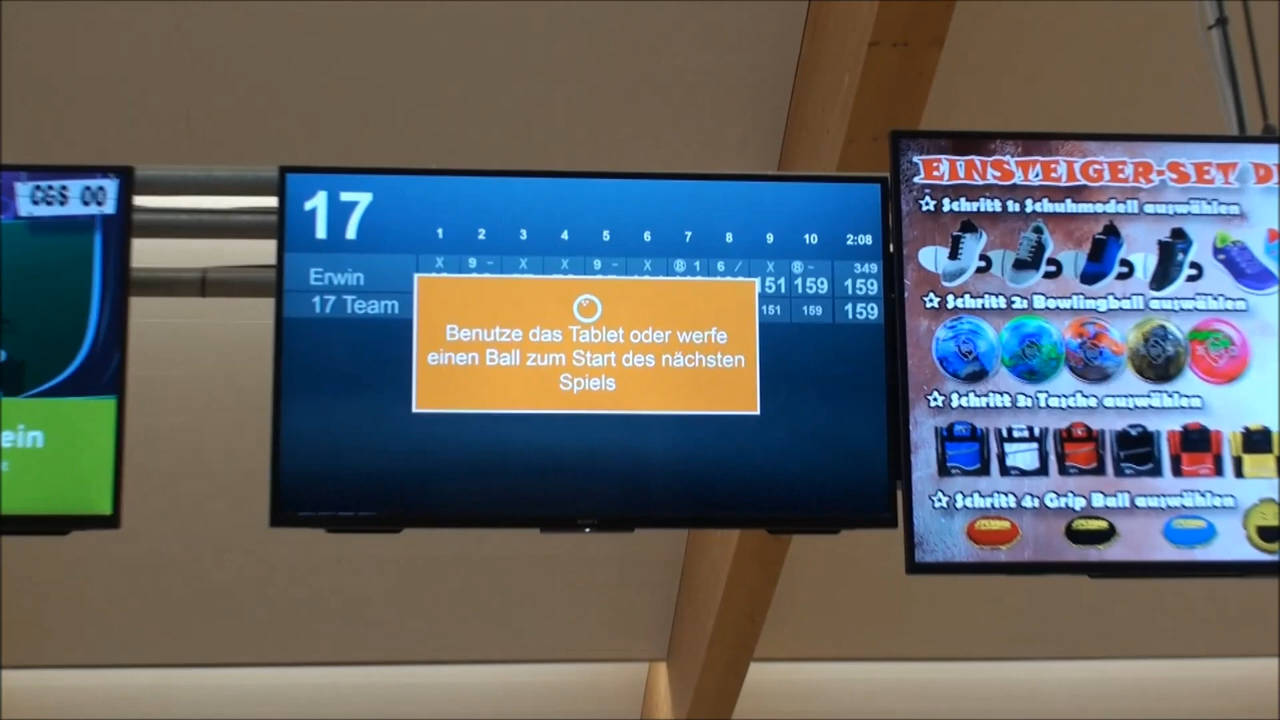 CGS 00
ein
17
1 2 3 4 5 6 7 8 9 10 2:08
Erwin X 9 - X X 9 - X ⑧ 1 6 / X ⑧ - 349
151 159 159
17 Team 151 159 159
Benutze das Tablet oder werfe
einen Ball zum Start des nächsten
Spiels
EINSTEIGER-SET D
☆ Schritt 1: Schuhmodell auswählen
☆ Schritt 2: Bowlingball auswählen
☆ Schritt 3: Tasche auswählen
☆ Schritt 4: Grip Ball auswählen